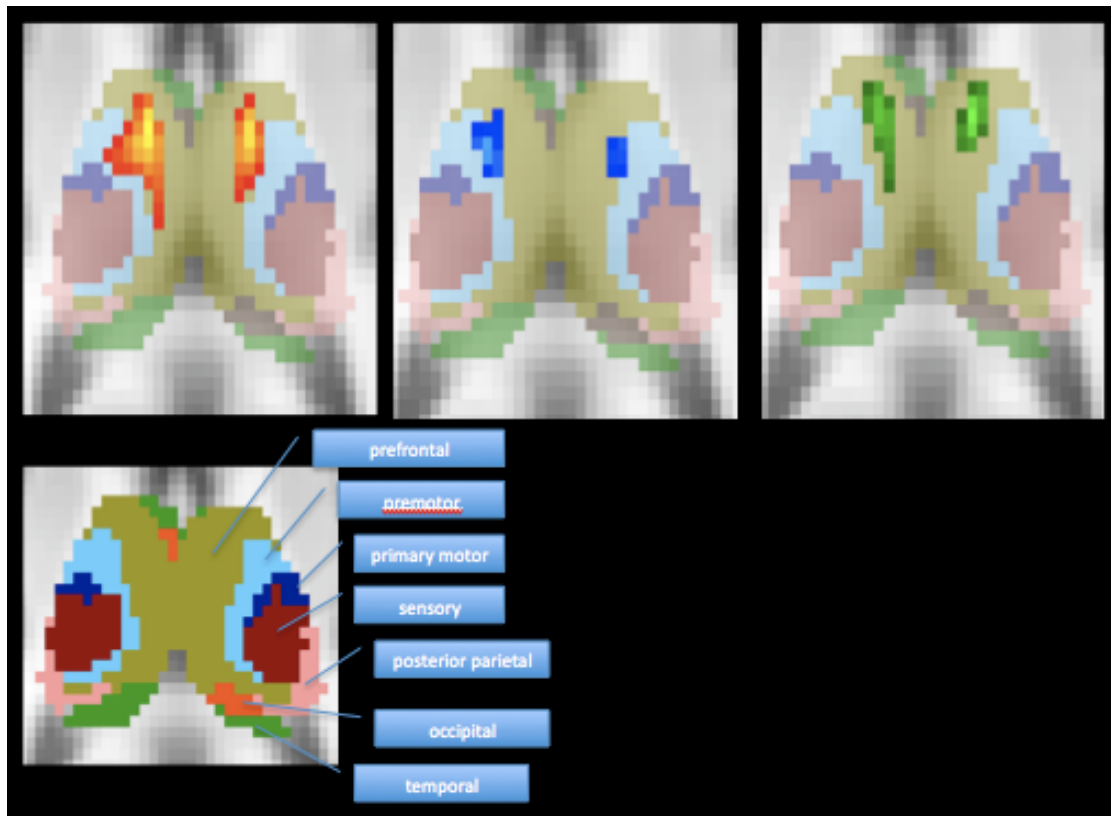 prefrontal
premotor
primary motor
sensory
posterior parietal
occipital
temporal